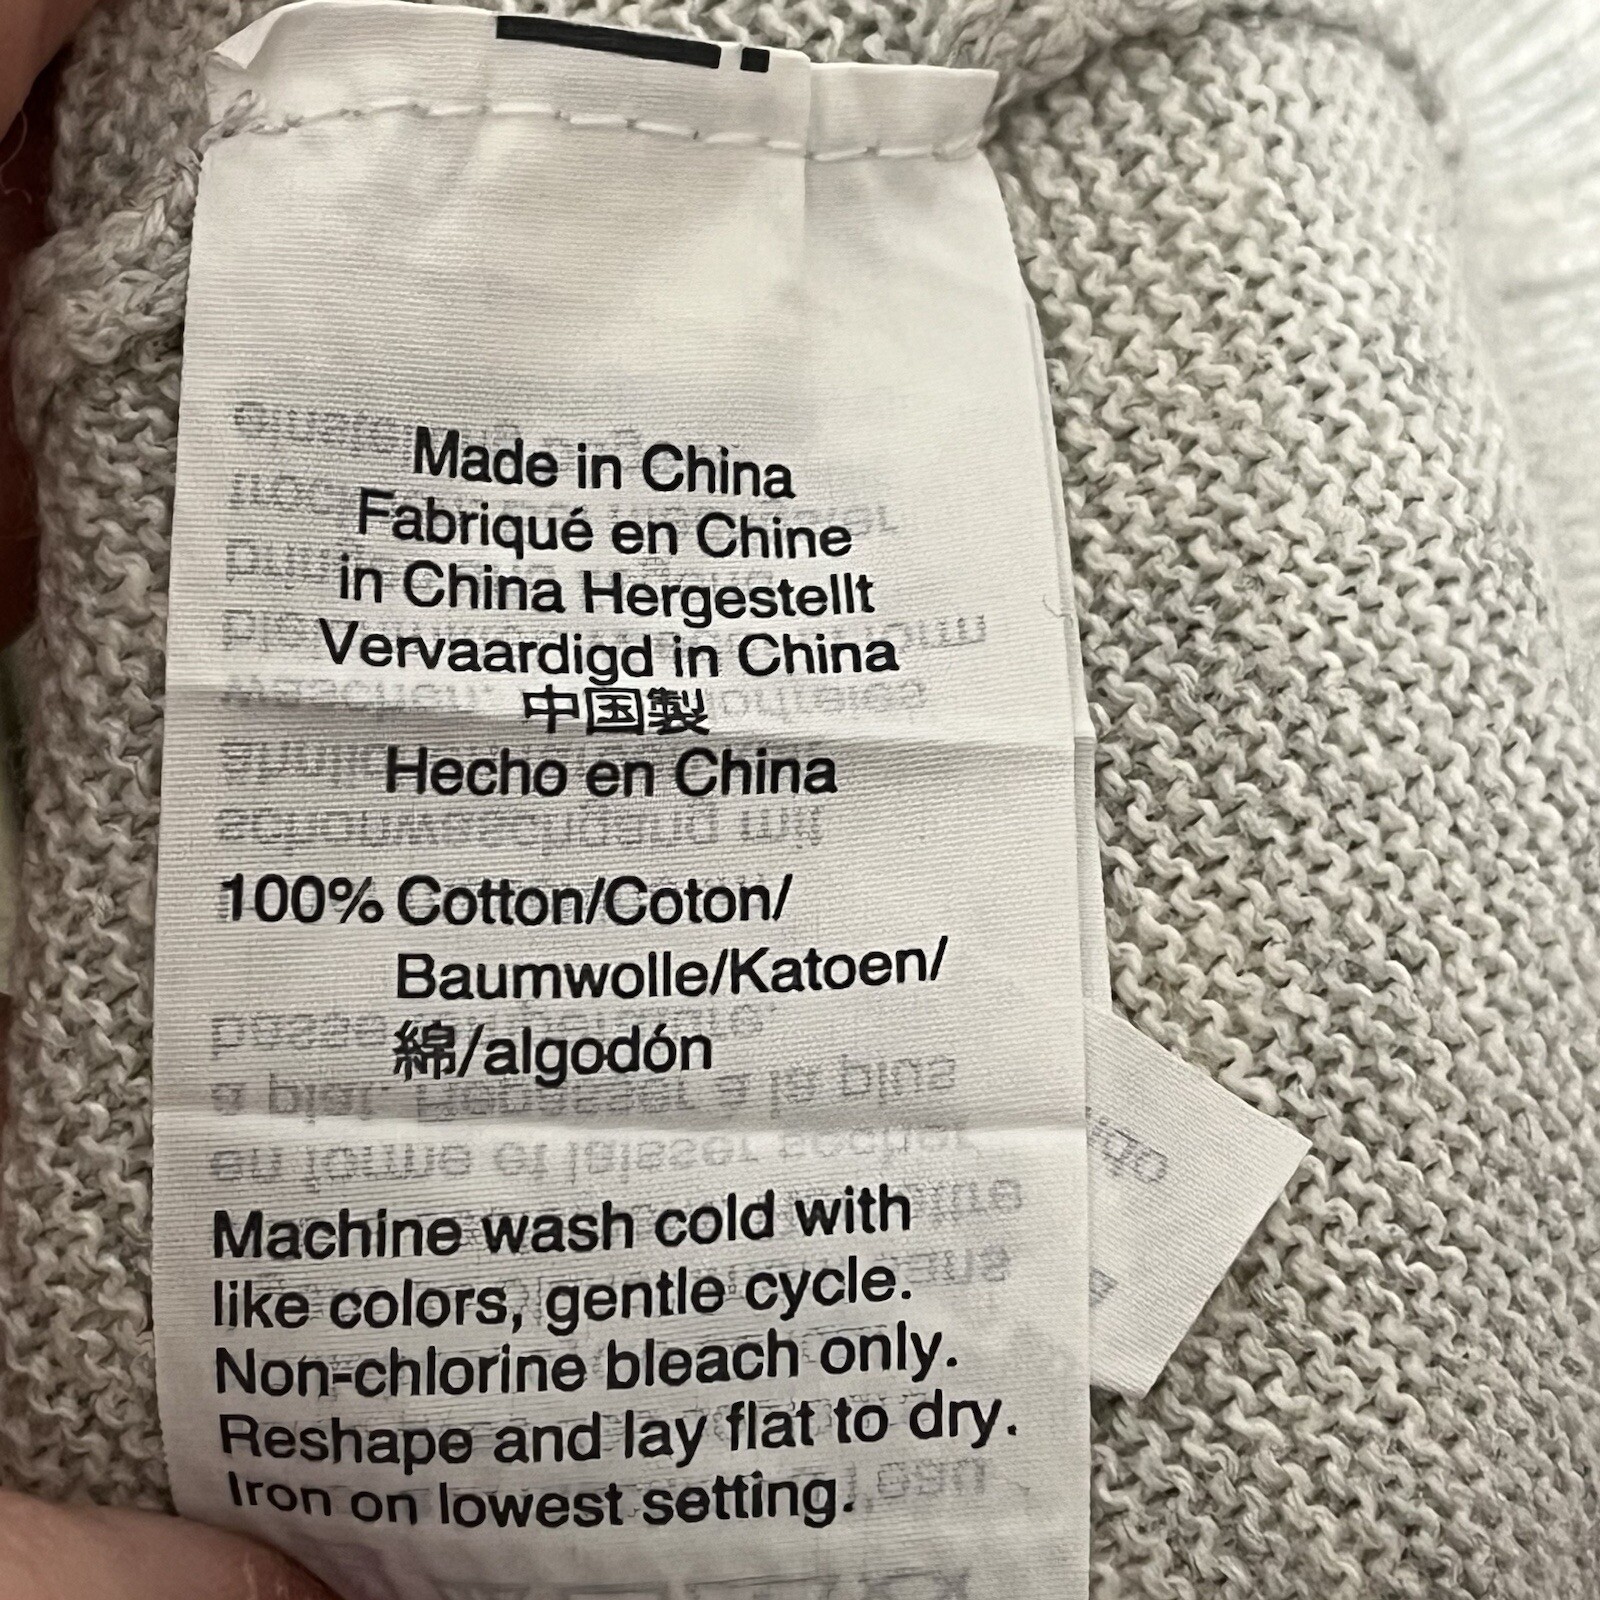 Made in China
Fabriqué en Chine
in China Hergestellt
Vervaardigd in China
中国製
Hecho en China
100% Cotton/Coton/
Baumwolle/Katoen/
綿/algodón
Machine wash cold with
like colors, gentle cycle.
Non-chlorine bleach only.
Reshape and lay flat to dry.
Iron on lowest setting.